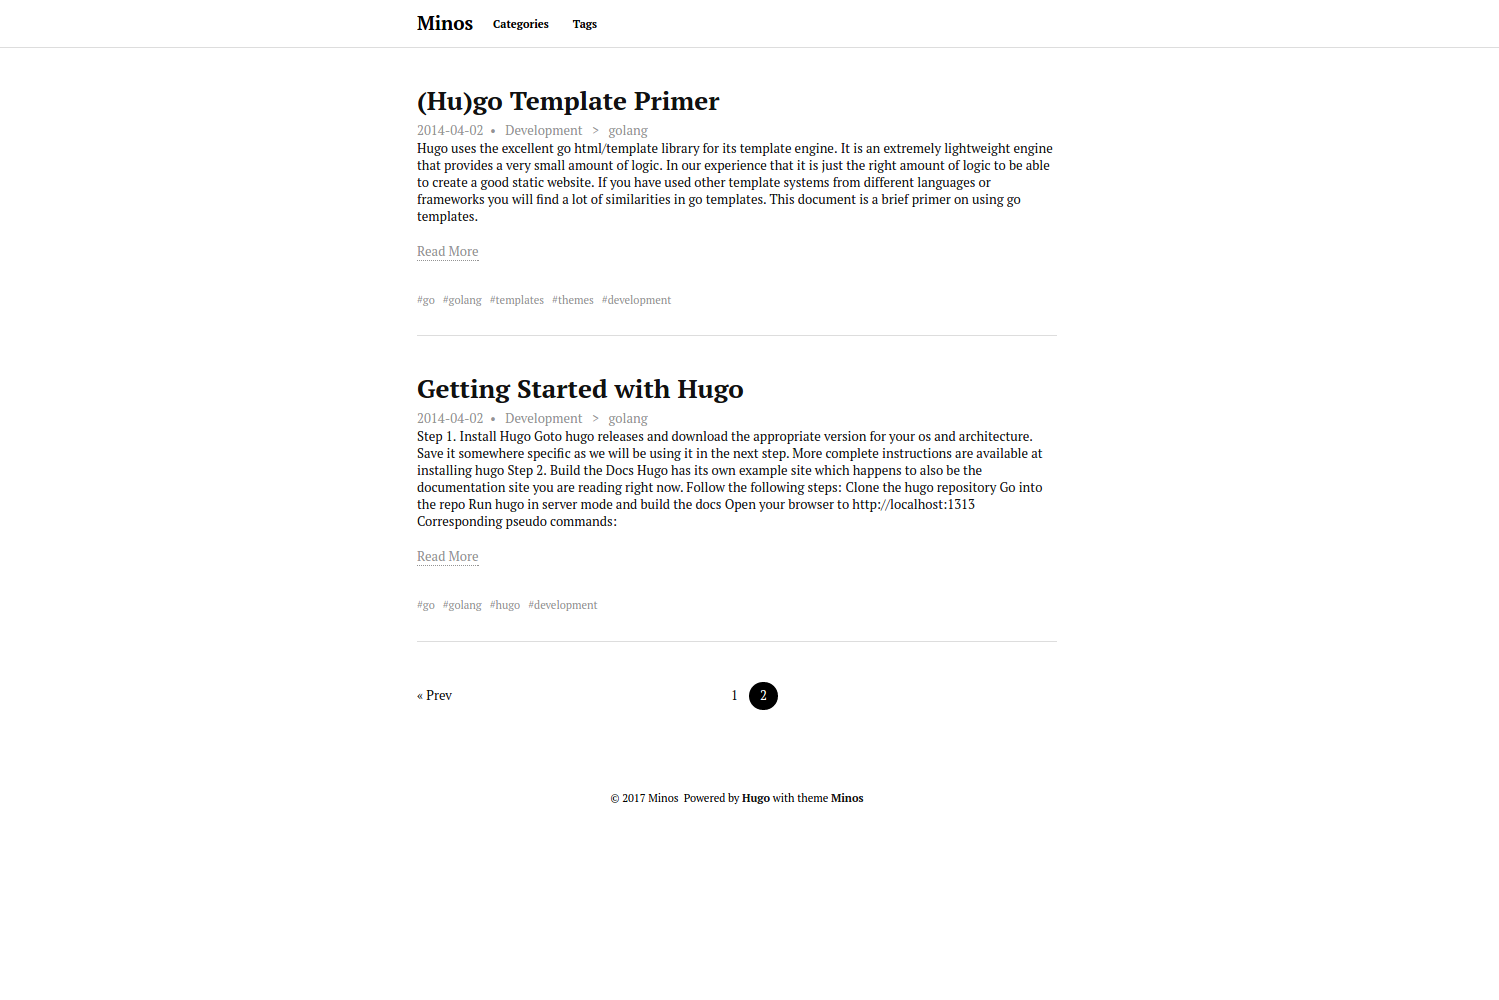 Minos Categories Tags
(Hu)go Template Primer
2014-04-02 • Development > golang
Hugo uses the excellent go html/template library for its template engine. It is an extremely lightweight engine
that provides a very small amount of logic. In our experience that it is just the right amount of logic to be able
to create a good static website. If you have used other template systems from different languages or
frameworks you will find a lot of similarities in go templates. This document is a brief primer on using go
templates.
Read More
#go #golang #templates #themes #development
Getting Started with Hugo
2014-04-02 • Development > golang
Step 1. Install Hugo Goto hugo releases and download the appropriate version for your os and architecture.
Save it somewhere specific as we will be using it in the next step. More complete instructions are available at
installing hugo Step 2. Build the Docs Hugo has its own example site which happens to also be the
documentation site you are reading right now. Follow the following steps: Clone the hugo repository Go into
the repo Run hugo in server mode and build the docs Open your browser to http://localhost:1313
Corresponding pseudo commands:
Read More
#go #golang #hugo #development
« Prev 1 2
© 2017 Minos Powered by Hugo with theme Minos